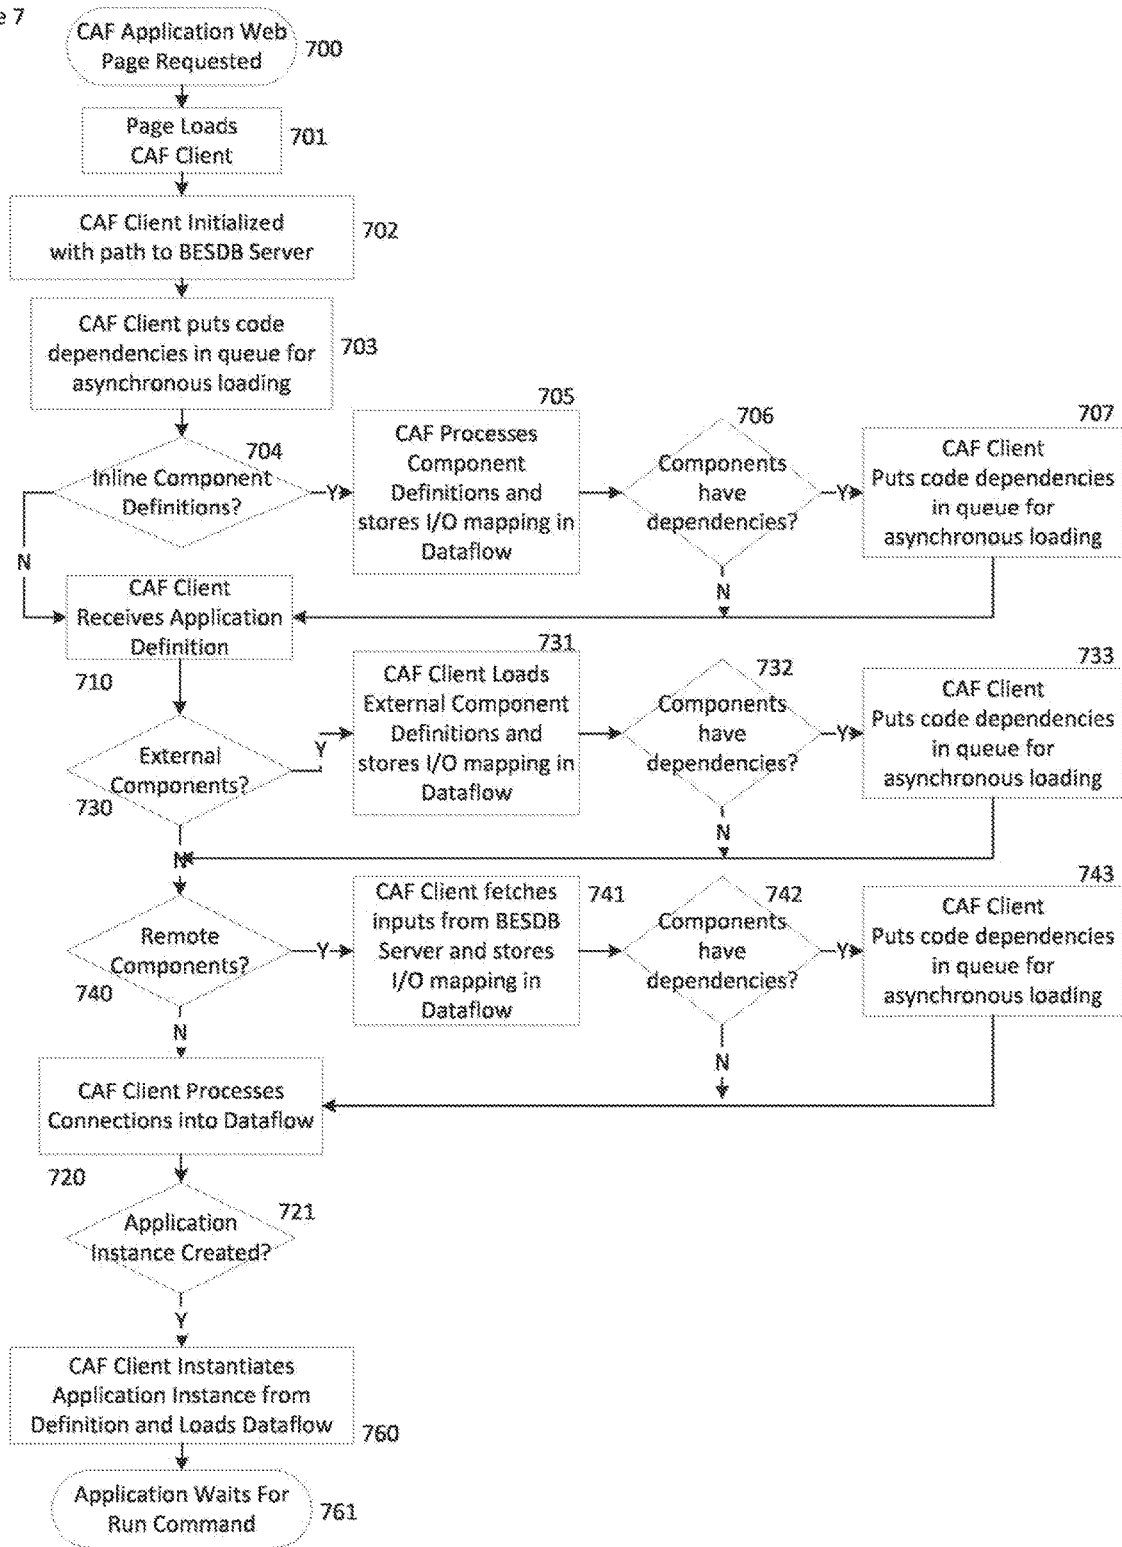 e 7
CAF Application Web
Page Requested
700
Page Loads
CAF Client
701
CAF Client Initialized
with path to BESDB Server
702
CAF Client puts code
dependencies in queue for
asynchronous loading
703
704
Inline Component
Definitions?
Y
N
705
CAF Processes
Component
Definitions and
stores I/O mapping in
Dataflow
706
Components
have
dependencies?
Y
N
707
CAF Client
Puts code dependencies
in queue for
asynchronous loading
CAF Client
Receives Application
Definition
710
External
Components?
730
Y
N
731
CAF Client Loads
External Component
Definitions and
stores I/O mapping in
Dataflow
732
Components
have
dependencies?
Y
N
733
CAF Client
Puts code dependencies
in queue for
asynchronous loading
Remote
Components?
740
Y
N
CAF Client fetches
inputs from BESDB
Server and stores
I/O mapping in
Dataflow
741
742
Components
have
dependencies?
Y
N
743
CAF Client
Puts code dependencies
in queue for
asynchronous loading
CAF Client Processes
Connections into Dataflow
720
721
Application
Instance Created?
Y
CAF Client Instantiates
Application Instance from
Definition and Loads Dataflow
760
Application Waits For
Run Command
761